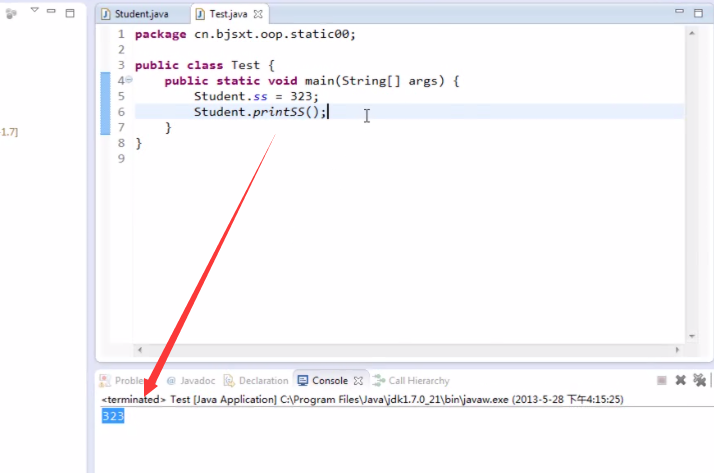 Student.java
Test.java
1 package cn.bjsxt.oop.static00;
2
3 public class Test {
4 public static void main(String[] args) {
5 Student.ss = 323;
6 Student.printSS();
7 }
8 }
9
-1.7]
Proble
@ Javadoc
Declaration
Console
Call Hierarchy
<terminated> Test [Java Application] C:\Program Files\Java\jdk1.7.0_21\bin\javaw.exe (2013-5-28 下午4:15:25)
323